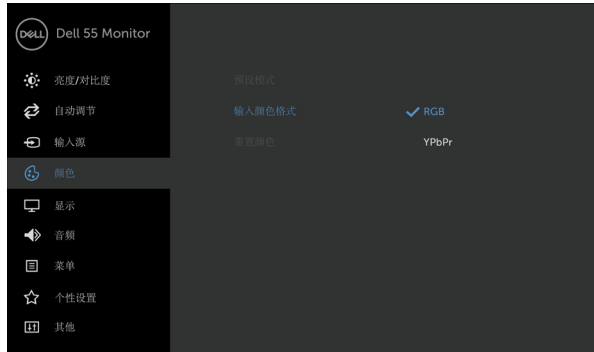 DELL Dell 55 Monitor
亮度/对比度
自动调节
输入源
颜色
显示
音频
菜单
个性设置
其他
预设模式
输入颜色格式 RGB
重置颜色 YPbPr